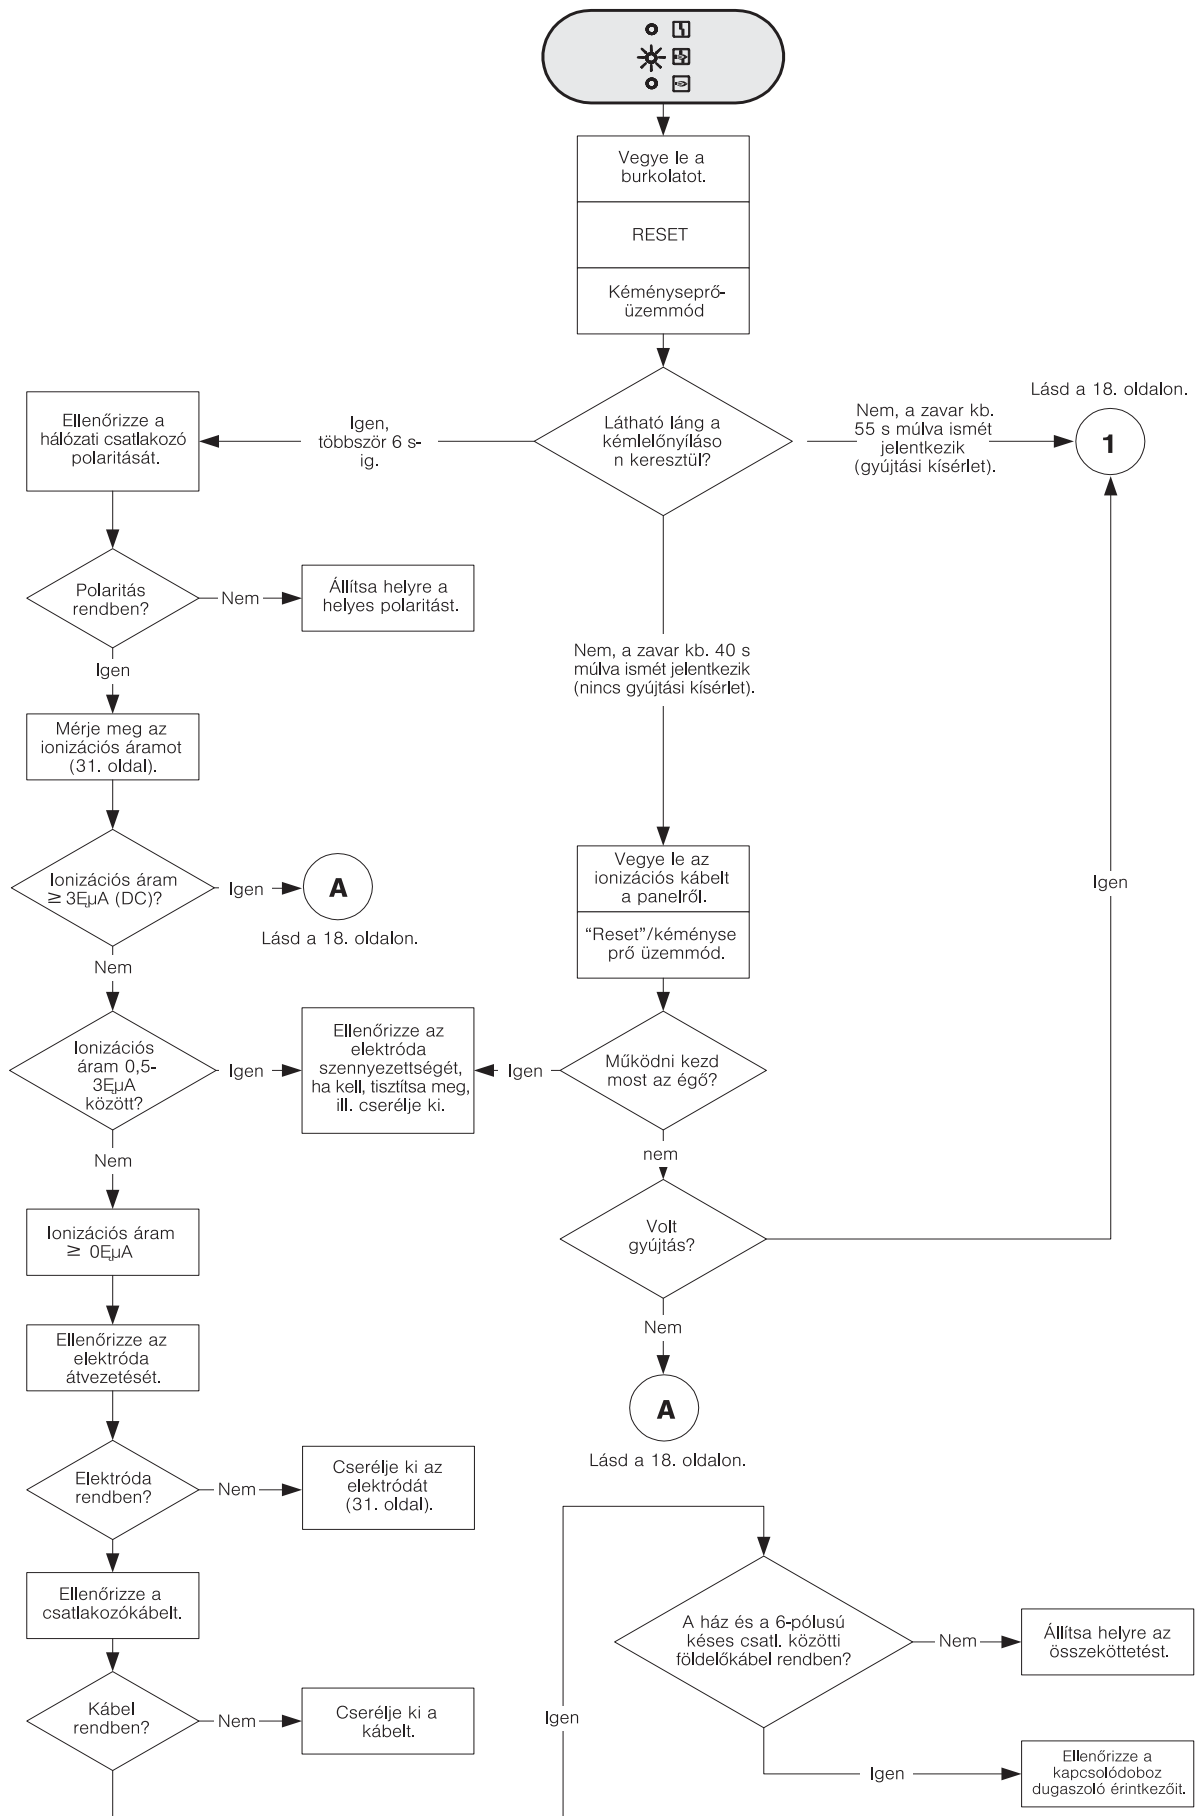 Vegye le a
burkolatot.
RESET
Kéményseprő-
üzemmód
Látható láng a
kémlelőnyíláso
n keresztül?
Igen,
többször 6 s-
ig.
Nem, a zavar kb.
55 s múlva ismét
jelentkezik
(gyújtási kísérlet).
Lásd a 18. oldalon.
1
Ellenőrizze a
hálózati csatlakozó
polaritását.
Polaritás
rendben?
Nem
Állítsa helyre a
helyes polaritást.
Igen
Mérje meg az
ionizációs áramot
(31. oldal).
Ionizációs áram
≥ 3ĘµA (DC)?
Igen
A
Lásd a 18. oldalon.
Nem
Ionizációs
áram 0,5-
3ĘµA
között?
Igen
Ellenőrizze az
elektróda
szennyezettségét,
ha kell, tisztítsa meg,
ill. cserélje ki.
Nem
Ionizációs áram
≥ 0ĘµA
Ellenőrizze az
elektróda
átvezetését.
Elektróda
rendben?
Nem
Cserélje ki az
elektródát
(31. oldal).
Ellenőrizze a
csatlakozókábelt.
Kábel
rendben?
Nem
Cserélje ki a
kábelt.
Nem, a zavar kb. 40 s
múlva ismét jelentkezik
(nincs gyújtási kísérlet).
Vegye le az
ionizációs kábelt
a panelről.
“Reset”/kéményse
prő üzemmód.
Működni kezd
most az égő?
Igen
nem
Volt
gyújtás?
Igen
Nem
A
Lásd a 18. oldalon.
Igen
A ház és a 6-pólusú
késes csatl. közötti
földelőkábel rendben?
Nem
Állítsa helyre az
összeköttetést.
Igen
Ellenőrizze a
kapcsolódoboz
dugaszoló érintkezőit.